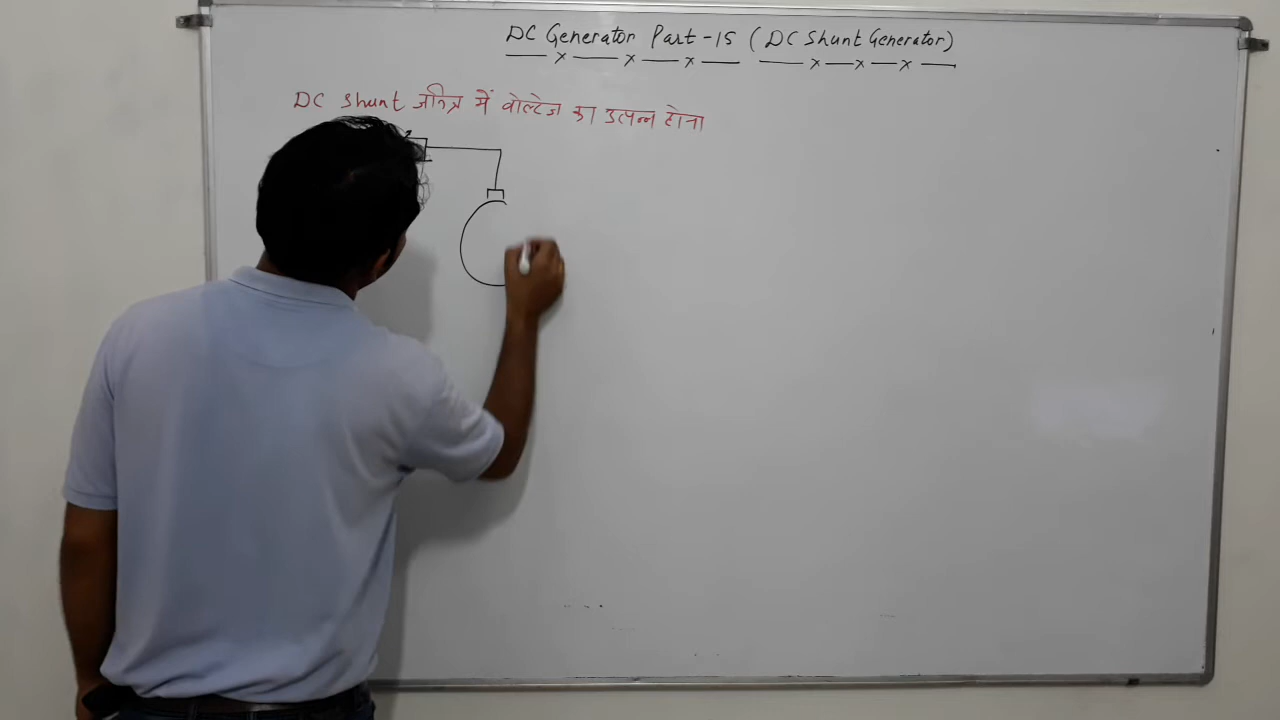 DC Generator Part-15 (DC Shunt Generator)
DC shunt जनित्र में वोल्टेज का उत्पन्न होना